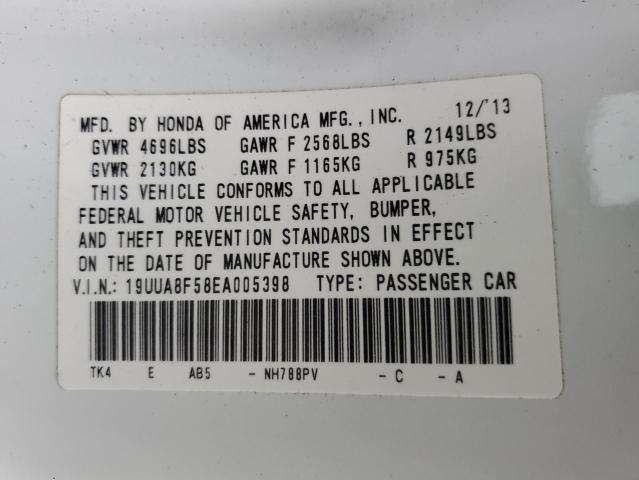 MFD. BY HONDA OF AMERICA MFG., INC. 12/'13
GVWR 4696LBS GAWR F 2568LBS R 2149LBS
GVWR 2130KG GAWR F 1165KG R 975KG
THIS VEHICLE CONFORMS TO ALL APPLICABLE
FEDERAL MOTOR VEHICLE SAFETY, BUMPER,
AND THEFT PREVENTION STANDARDS IN EFFECT
ON THE DATE OF MANUFACTURE SHOWN ABOVE.
V.I.N.: 19UUA8F58EA005398 TYPE: PASSENGER CAR
TK4 E AB5 - NH788PV - C - A